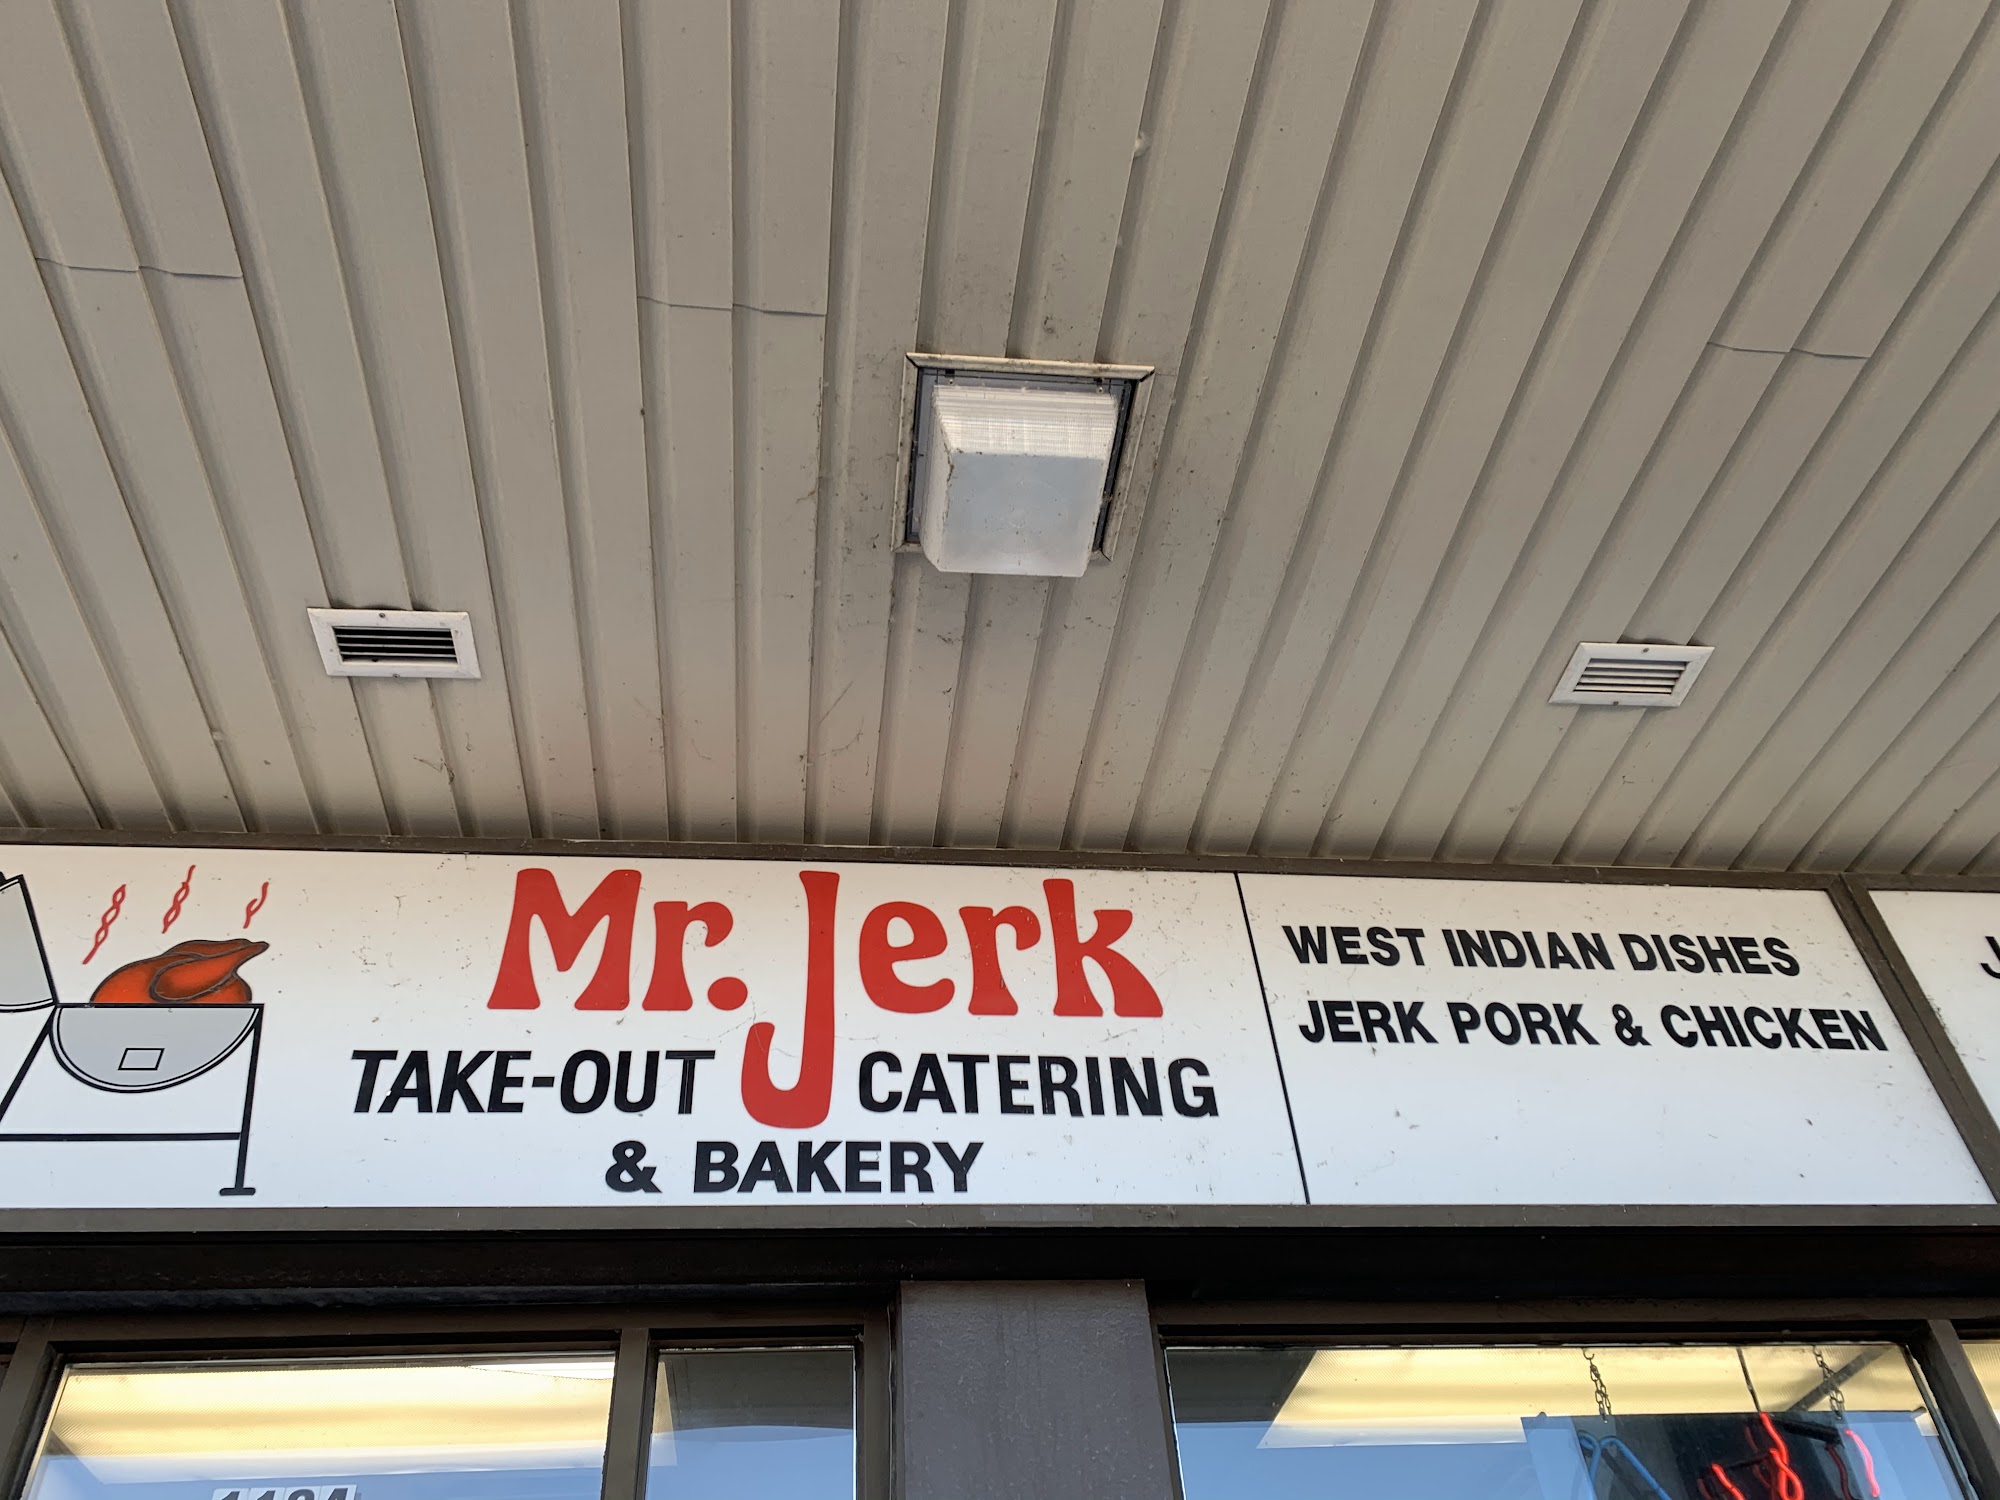 Mr. Jerk
TAKE-OUT CATERING
& BAKERY
WEST INDIAN DISHES
JERK PORK & CHICKEN